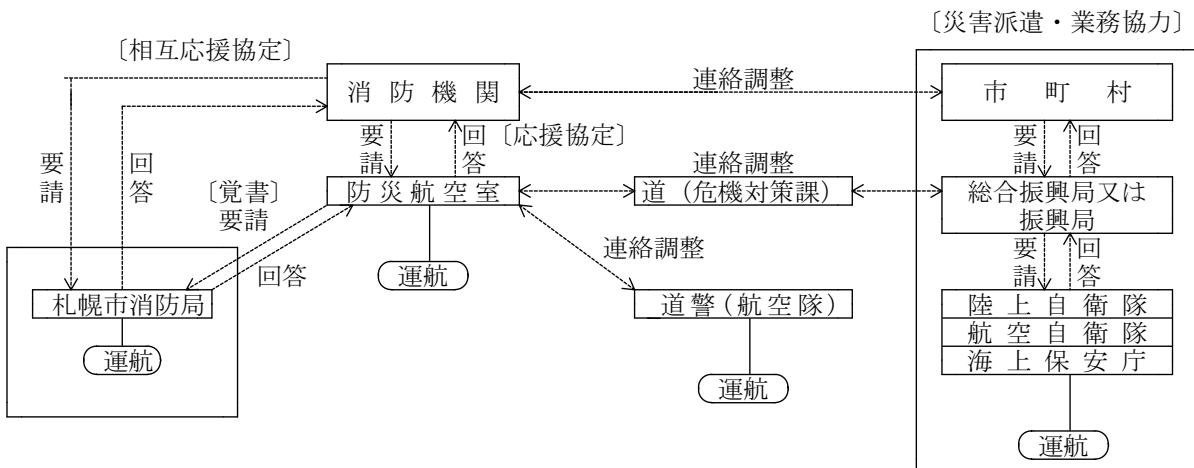 〔災害派遣・業務協力〕
〔相互応援協定〕
消防機関
連絡調整
市町村
要請
回答
〔応援協定〕
要請
回答
要請
回答
連絡調整
〔覚書〕
要請
防災航空室
道（危機対策課）
総合振興局又は
振興局
連絡調整
要請
回答
運航
回答
札幌市消防局
道警（航空隊）
陸上自衛隊
航空自衛隊
海上保安庁
運航
運航
運航